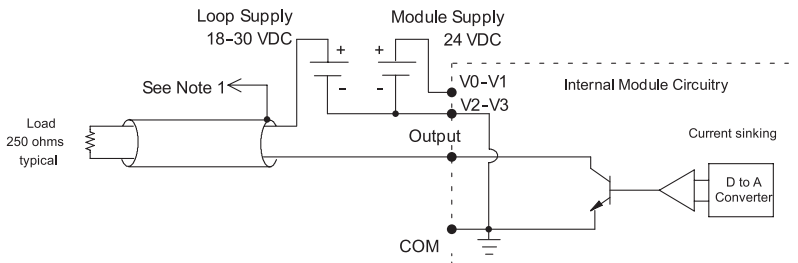 Loop Supply
18–30 VDC
Module Supply
24 VDC
+
-
+
-
See Note 1
V0–V1
V2–V3
Internal Module Circuitry
Load
250 ohms
typical
Output
Current sinking
D to A
Converter
COM